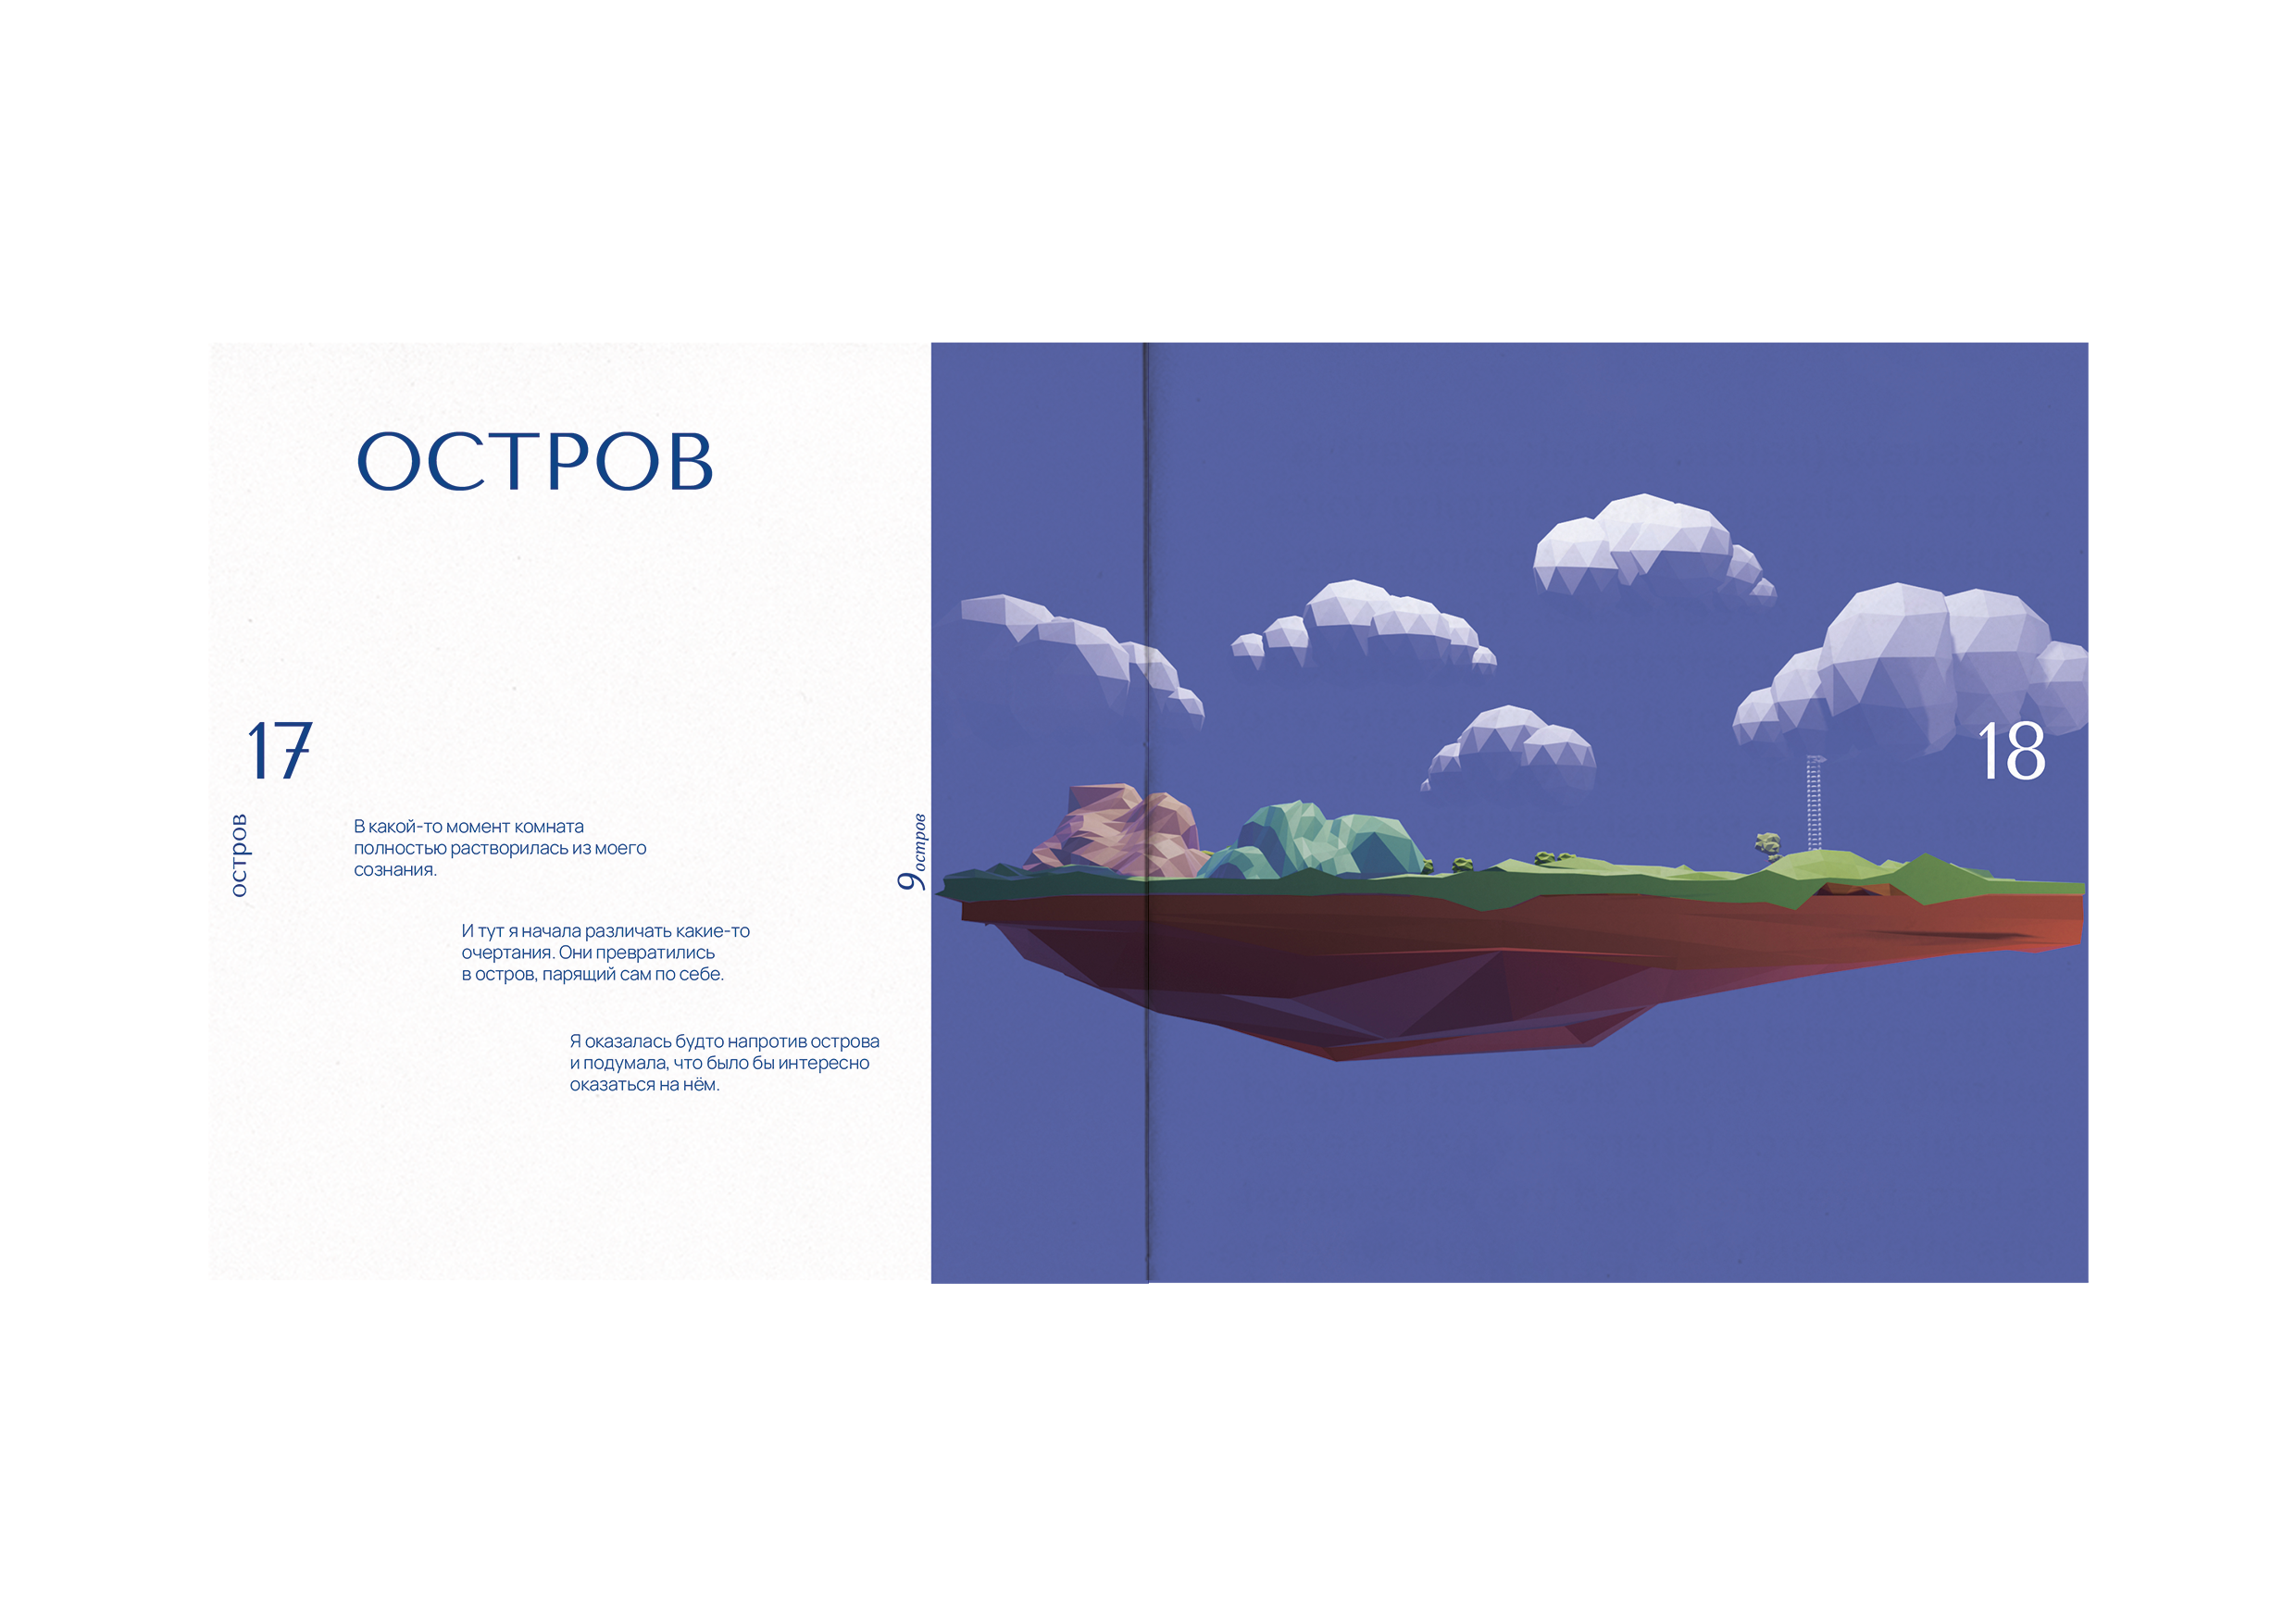 ОСТРОВ
17
остров
В какой-то момент комната
полностью растворилась из моего
сознания.
И тут я начала различать какие-то
очертания. Они превратились
в остров, парящий сам по себе.
Я оказалась будто напротив острова
и подумала, что было бы интересно
оказаться на нём.
9 остров
18